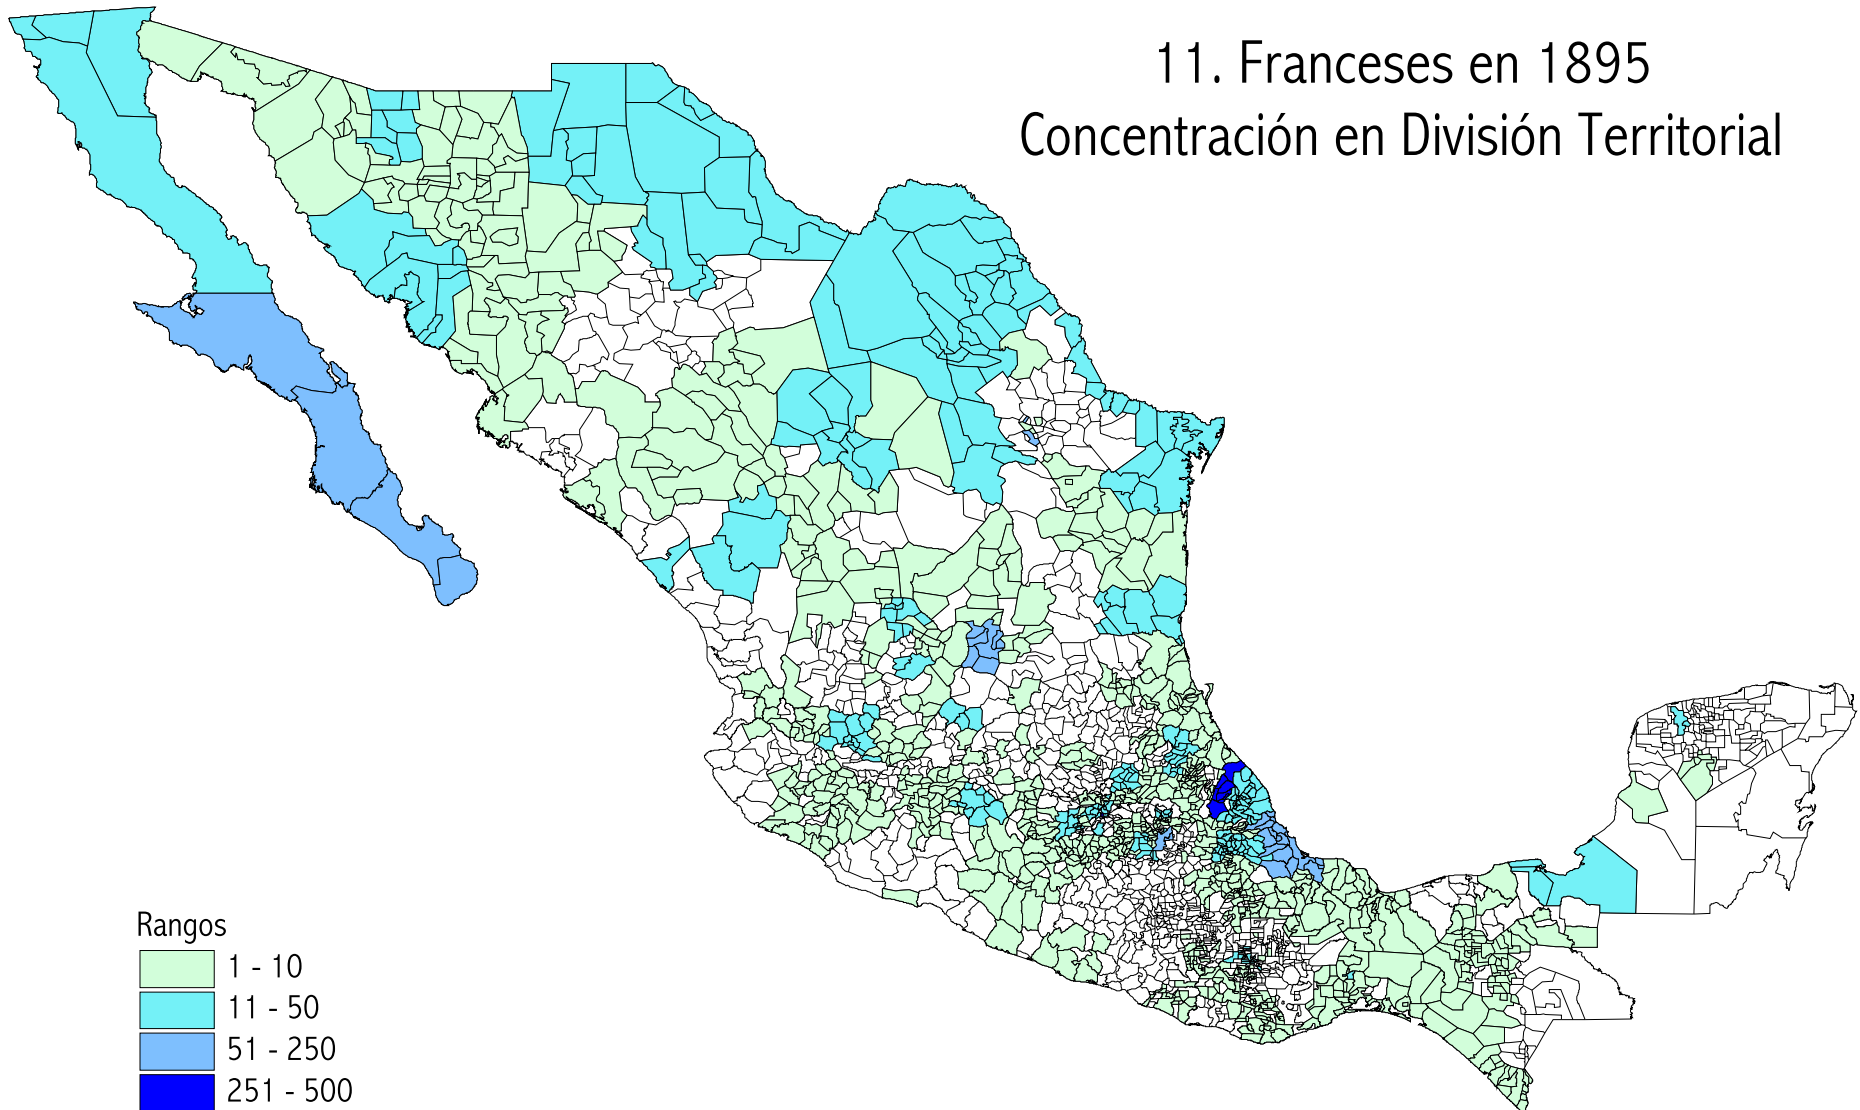 11. Franceses en 1895
Concentración en División Territorial
Rangos
1 - 10
11 - 50
51 - 250
251 - 500